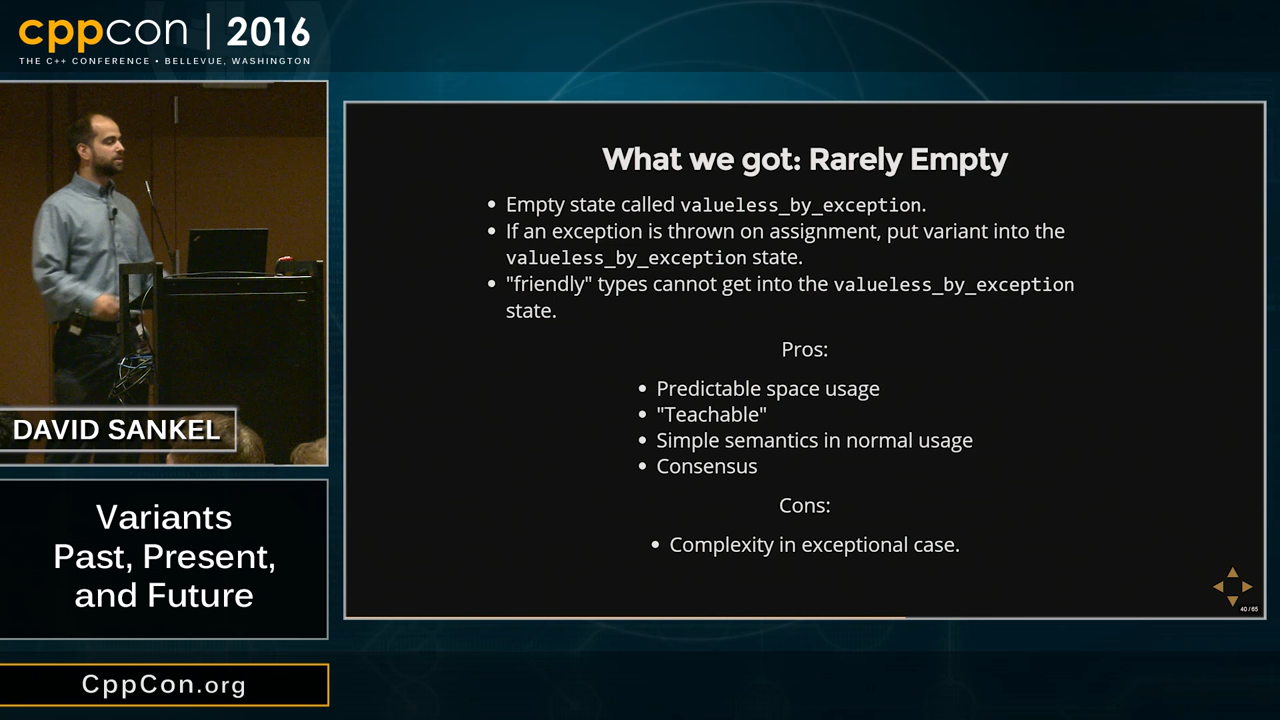 cppcon | 2016
THE C++ CONFERENCE • BELLEVUE, WASHINGTON
DAVID SANKEL
Variants
Past, Present,
and Future
CppCon.org
What we got: Rarely Empty
• Empty state called valueless_by_exception.
• If an exception is thrown on assignment, put variant into the
valueless_by_exception state.
• "friendly" types cannot get into the valueless_by_exception
state.
Pros:
• Predictable space usage
• "Teachable"
• Simple semantics in normal usage
• Consensus
Cons:
• Complexity in exceptional case.
40 / 65